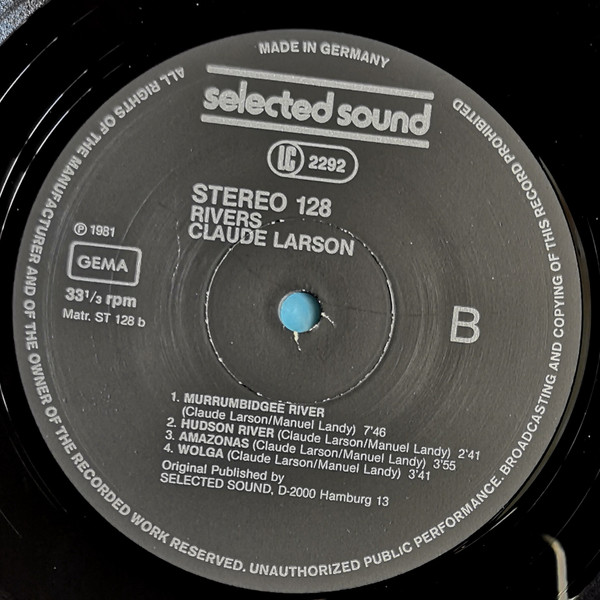 MADE IN GERMANY
selected sound
LC 2292
STEREO 128
RIVERS
CLAUDE LARSON
℗ 1981
GEMA
33 1/3 rpm
Matr. ST 128 b
B
1. MURRUMBIDGEE RIVER
(Claude Larson/Manuel Landy) 7'46
2. HUDSON RIVER (Claude Larson/Manuel Landy) 2'41
3. AMAZONAS (Claude Larson/Manuel Landy) 3'55
4. WOLGA (Claude Larson/Manuel Landy) 3'41
Original Published by
SELECTED SOUND, D-2000 Hamburg 13
ALL RIGHTS OF THE MANUFACTURER AND OF THE OWNER OF THE RECORDED WORK RESERVED. UNAUTHORIZED PUBLIC PERFORMANCE. BROADCASTING AND COPYING OF THIS RECORD PROHIBITED